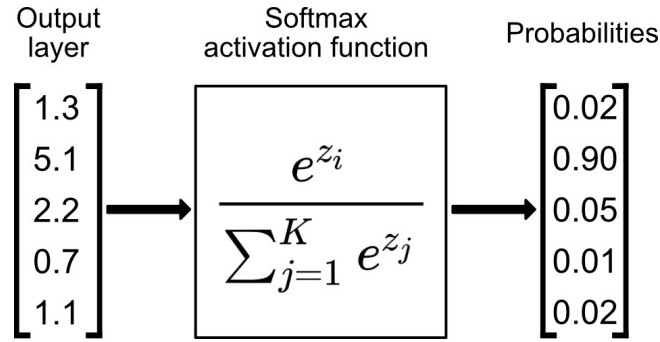 Output
layer
Softmax
activation function
Probabilities
1.3
5.1
2.2
0.7
1.1
e^{z_i}
∑_{j=1}^{K} e^{z_j}
0.02
0.90
0.05
0.01
0.02